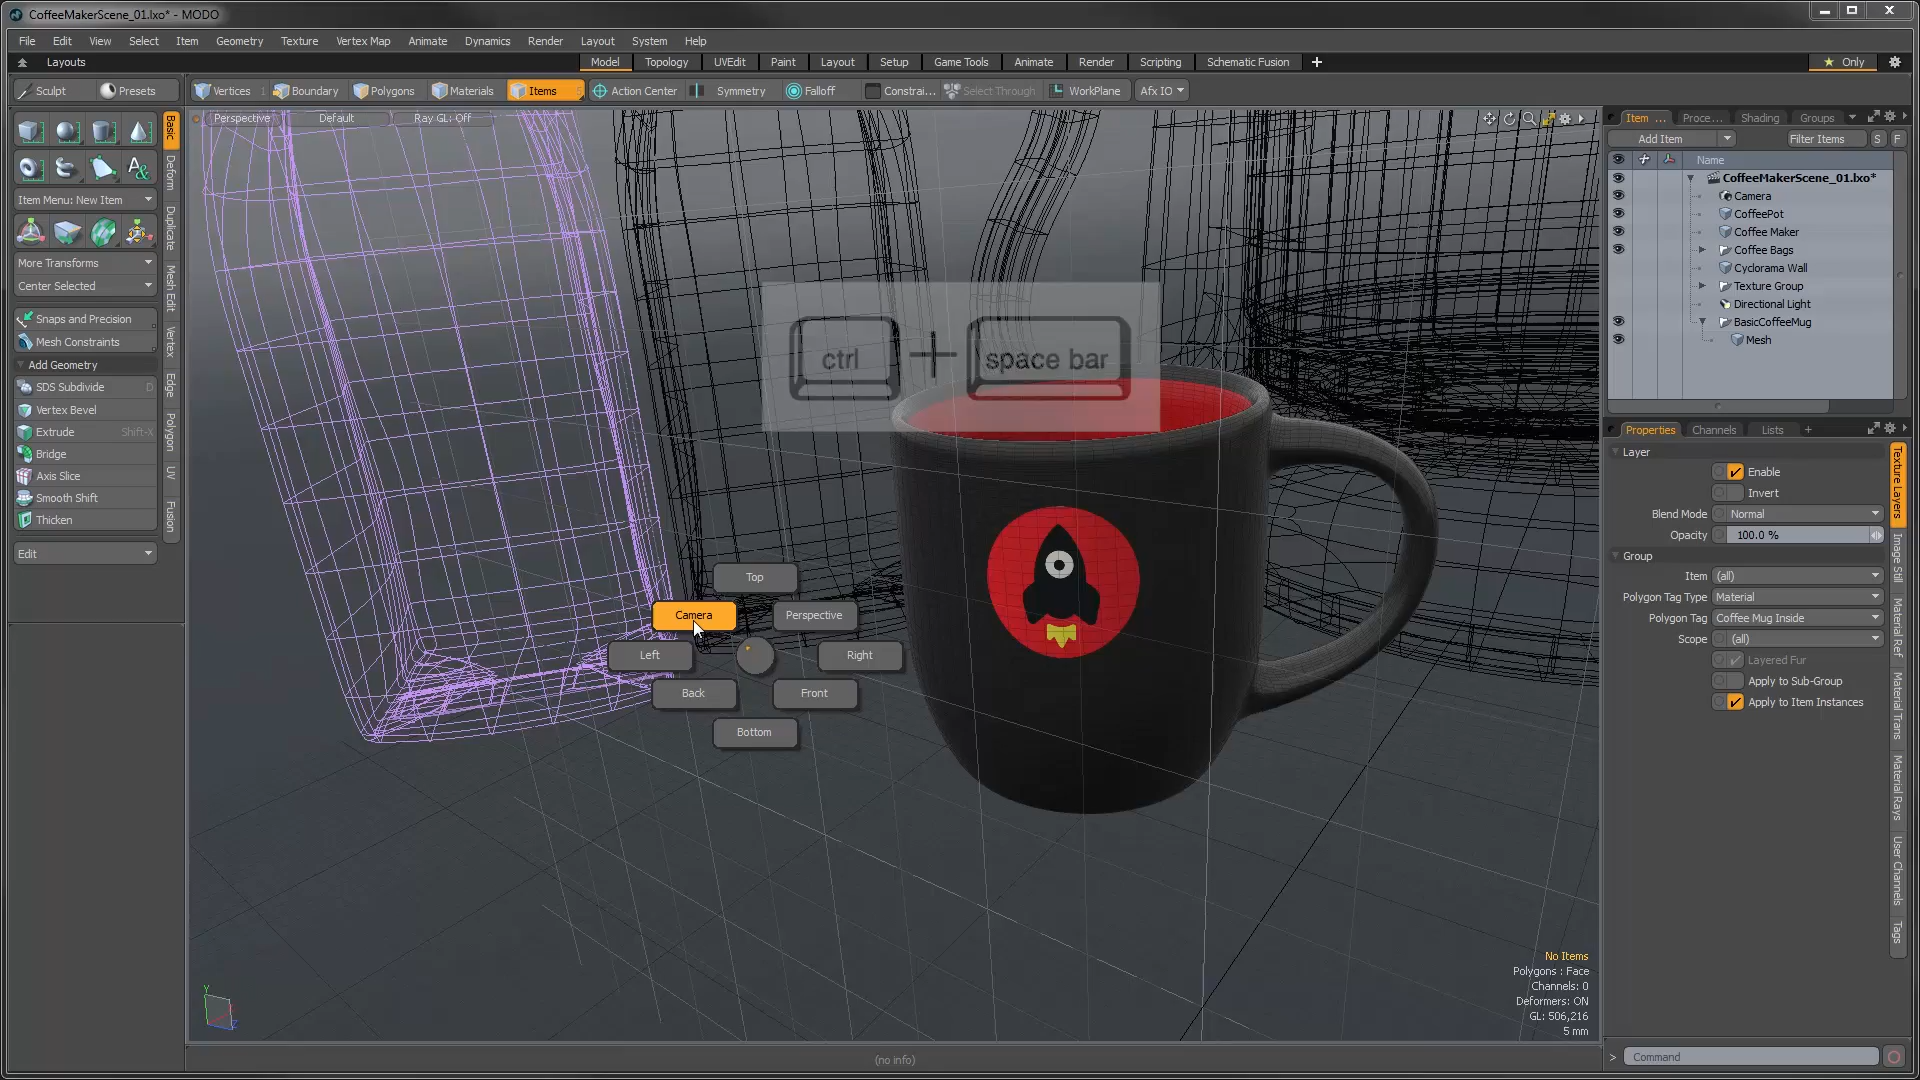 CoffeeMakerScene_01.lxo* - MODO
File Edit View Select Item Geometry Texture Vertex Map Animate Dynamics Render Layout System Help
Layouts
Model Topology UVEdit Paint Layout Setup Game Tools Animate Render Scripting Schematic Fusion + Only
Sculpt Presets Vertices 1 Boundary Polygons Materials Items 5 Action Center Symmetry Falloff Constrai... Select Through WorkPlane Afx IO
Perspective Default Ray GL: Off
Item ... Proce... Shading Groups
Add Item Filter Items S F
Name
CoffeeMakerScene_01.lxo*
Camera
CoffeePot
Coffee Maker
Coffee Bags
Cyclorama Wall
Texture Group
Directional Light
BasicCoffeeMug
Mesh
Item Menu: New Item
More Transforms
Center Selected
Snaps and Precision
Mesh Constraints
Add Geometry
SDS Subdivide D
Vertex Bevel
Extrude Shift-X
Bridge
Axis Slice
Smooth Shift
Thicken
Edit
Basic
Deform
Duplicate
Mesh Edit
Vertex
Edge
Polygon
UV
Fusion
ctrl + space bar
Top
Camera Perspective
Left Right
Back Front
Bottom
Properties Channels Lists +
Layer
Enable
Invert
Blend Mode Normal
Opacity 100.0 %
Group
Item (all)
Polygon Tag Type Material
Polygon Tag Coffee Mug Inside
Scope (all)
Layered Fur
Apply to Sub-Group
Apply to Item Instances
Texture Layers
Image Still
Material Ref
Material Trans
Material Rays
User Channels
Tags
No Items
Polygons : Face
Channels: 0
Deformers: ON
GL: 506,216
5 mm
Y
Z
(no info)
> Command